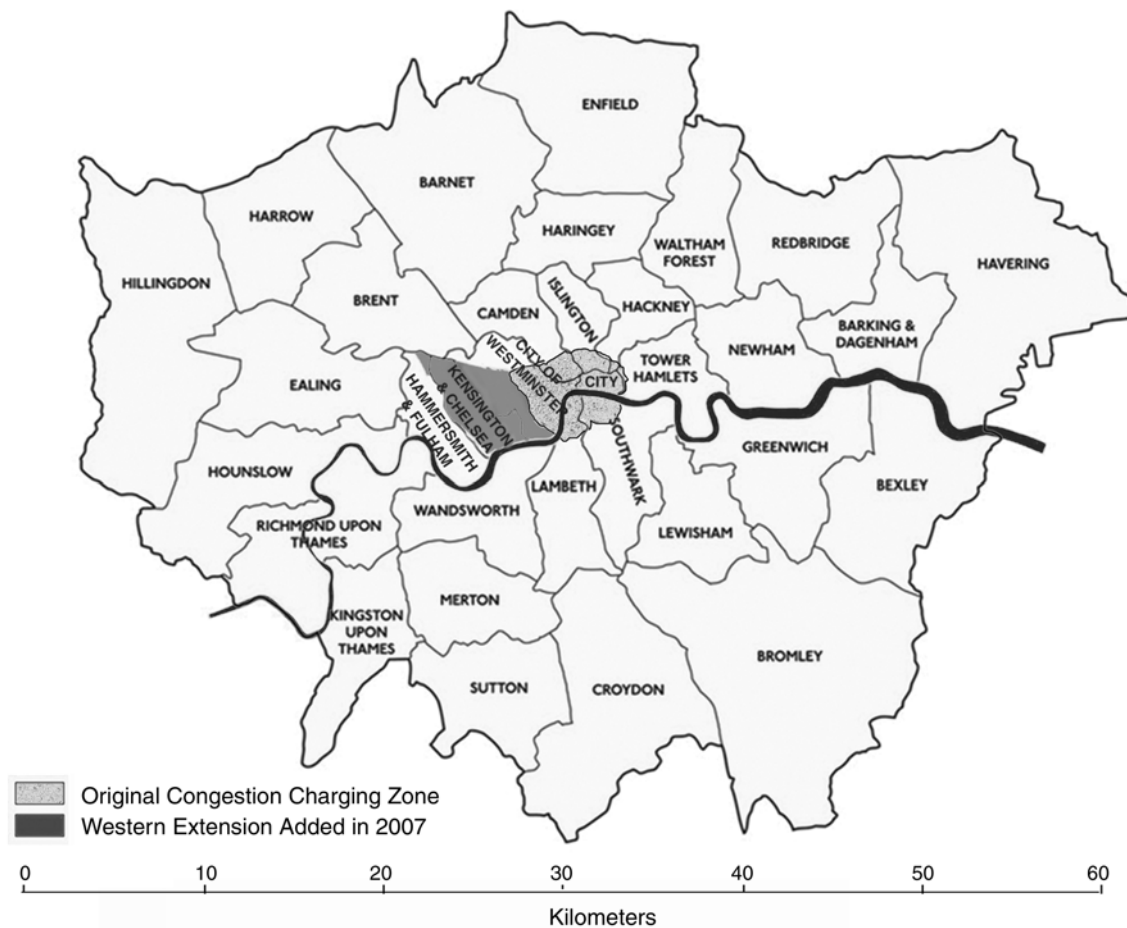 ENFIELD
BARNET
HARROW
HARINGEY
WALTHAM
FOREST
REDBRIDGE
HAVERING
HILLINGDON
BRENT
CAMDEN
ISLINGTON
HACKNEY
BARKING &
DAGENHAM
NEWHAM
TOWER
HAMLETS
CITY OF
WESTMINSTER
CITY
EALING
KENSINGTON
& CHELSEA
HAMMERSMITH
& FULHAM
HOUNSLOW
SOUTHWARK
GREENWICH
BEXLEY
LAMBETH
WANDSWORTH
RICHMOND UPON
THAMES
LEWISHAM
MERTON
KINGSTON
UPON
THAMES
BROMLEY
SUTTON
CROYDON
Original Congestion Charging Zone
Western Extension Added in 2007
0 10 20 30 40 50 60
Kilometers